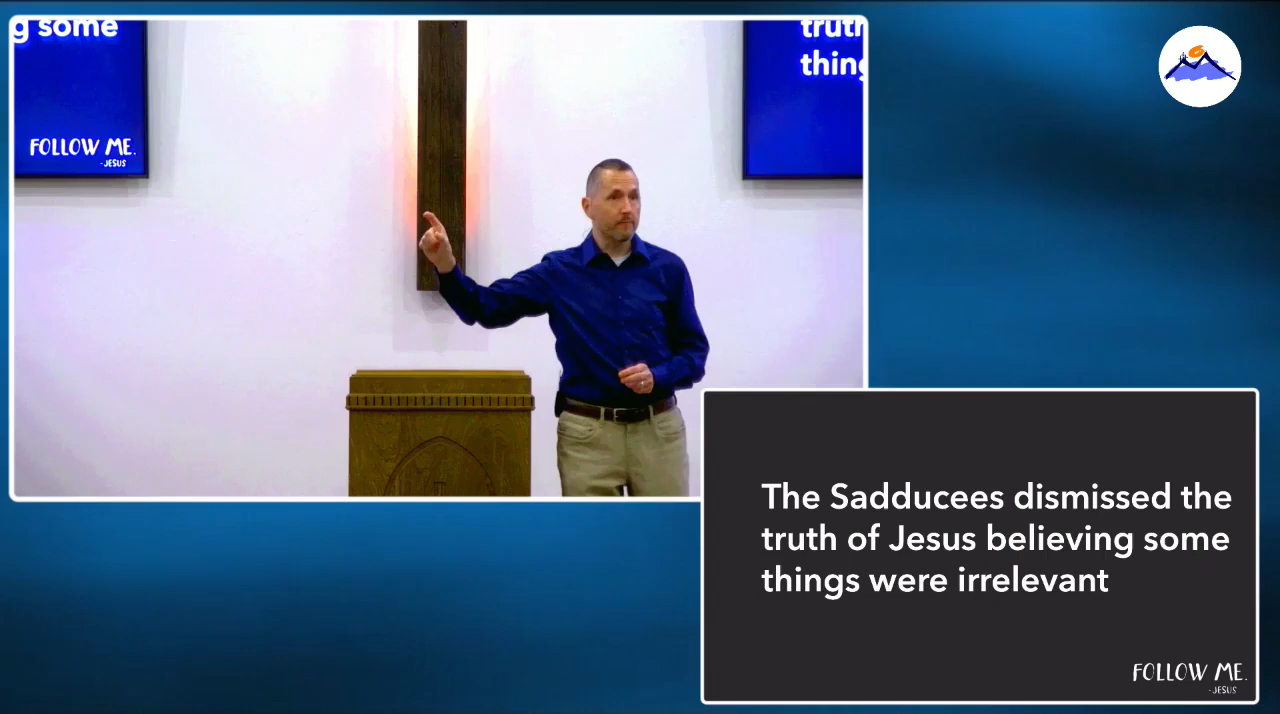 g some
FOLLOW ME.
-JESUS
truth
thing
The Sadducees dismissed the
truth of Jesus believing some
things were irrelevant
FOLLOW ME.
-JESUS